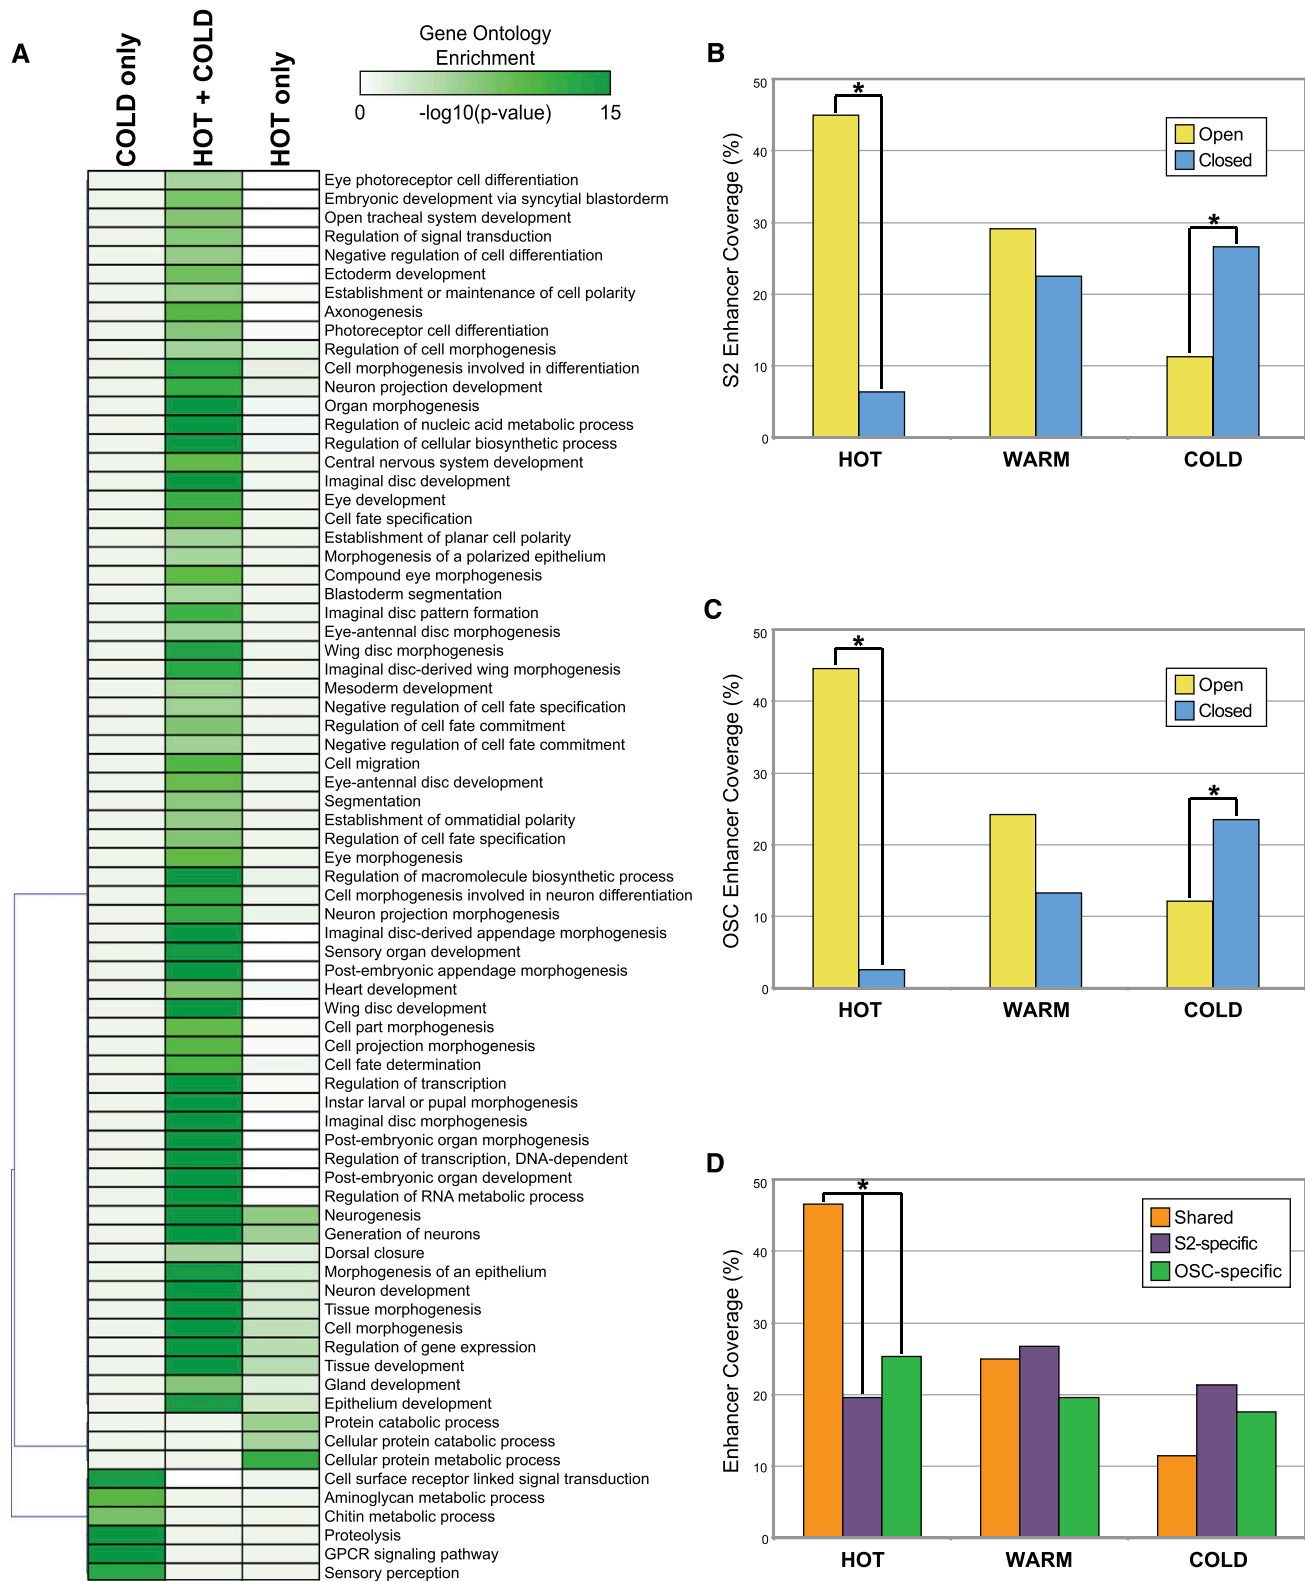 A
COLD only
HOT + COLD
HOT only
Gene Ontology
Enrichment
0
15
-log10(p-value)
Eye photoreceptor cell differentiation
Embryonic development via syncytial blastorderm
Open tracheal system development
Regulation of signal transduction
Negative regulation of cell differentiation
Ectoderm development
Establishment or maintenance of cell polarity
Axonogenesis
Photoreceptor cell differentiation
Regulation of cell morphogenesis
Cell morphogenesis involved in differentiation
Neuron projection development
Organ morphogenesis
Regulation of nucleic acid metabolic process
Regulation of cellular biosynthetic process
Central nervous system development
Imaginal disc development
Eye development
Cell fate specification
Establishment of planar cell polarity
Morphogenesis of a polarized epithelium
Compound eye morphogenesis
Blastoderm segmentation
Imaginal disc pattern formation
Eye-antennal disc morphogenesis
Wing disc morphogenesis
Imaginal disc-derived wing morphogenesis
Mesoderm development
Negative regulation of cell fate specification
Regulation of cell fate commitment
Negative regulation of cell fate commitment
Cell migration
Eye-antennal disc development
Segmentation
Establishment of ommatidial polarity
Regulation of cell fate specification
Eye morphogenesis
Regulation of macromolecule biosynthetic process
Cell morphogenesis involved in neuron differentiation
Neuron projection morphogenesis
Imaginal disc-derived appendage morphogenesis
Sensory organ development
Post-embryonic appendage morphogenesis
Heart development
Wing disc development
Cell part morphogenesis
Cell projection morphogenesis
Cell fate determination
Regulation of transcription
Instar larval or pupal morphogenesis
Imaginal disc morphogenesis
Post-embryonic organ morphogenesis
Regulation of transcription, DNA-dependent
Post-embryonic organ development
Regulation of RNA metabolic process
Neurogenesis
Generation of neurons
Dorsal closure
Morphogenesis of an epithelium
Neuron development
Tissue morphogenesis
Cell morphogenesis
Regulation of gene expression
Tissue development
Gland development
Epithelium development
Protein catabolic process
Cellular protein catabolic process
Cellular protein metabolic process
Cell surface receptor linked signal transduction
Aminoglycan metabolic process
Chitin metabolic process
Proteolysis
GPCR signaling pathway
Sensory perception
B
S2 Enhancer Coverage (%)
50
40
30
20
10
0
*
*
Open
Closed
HOT
WARM
COLD
C
OSC Enhancer Coverage (%)
50
40
30
20
10
0
*
*
Open
Closed
HOT
WARM
COLD
D
Enhancer Coverage (%)
50
40
30
20
10
0
*
Shared
S2-specific
OSC-specific
HOT
WARM
COLD